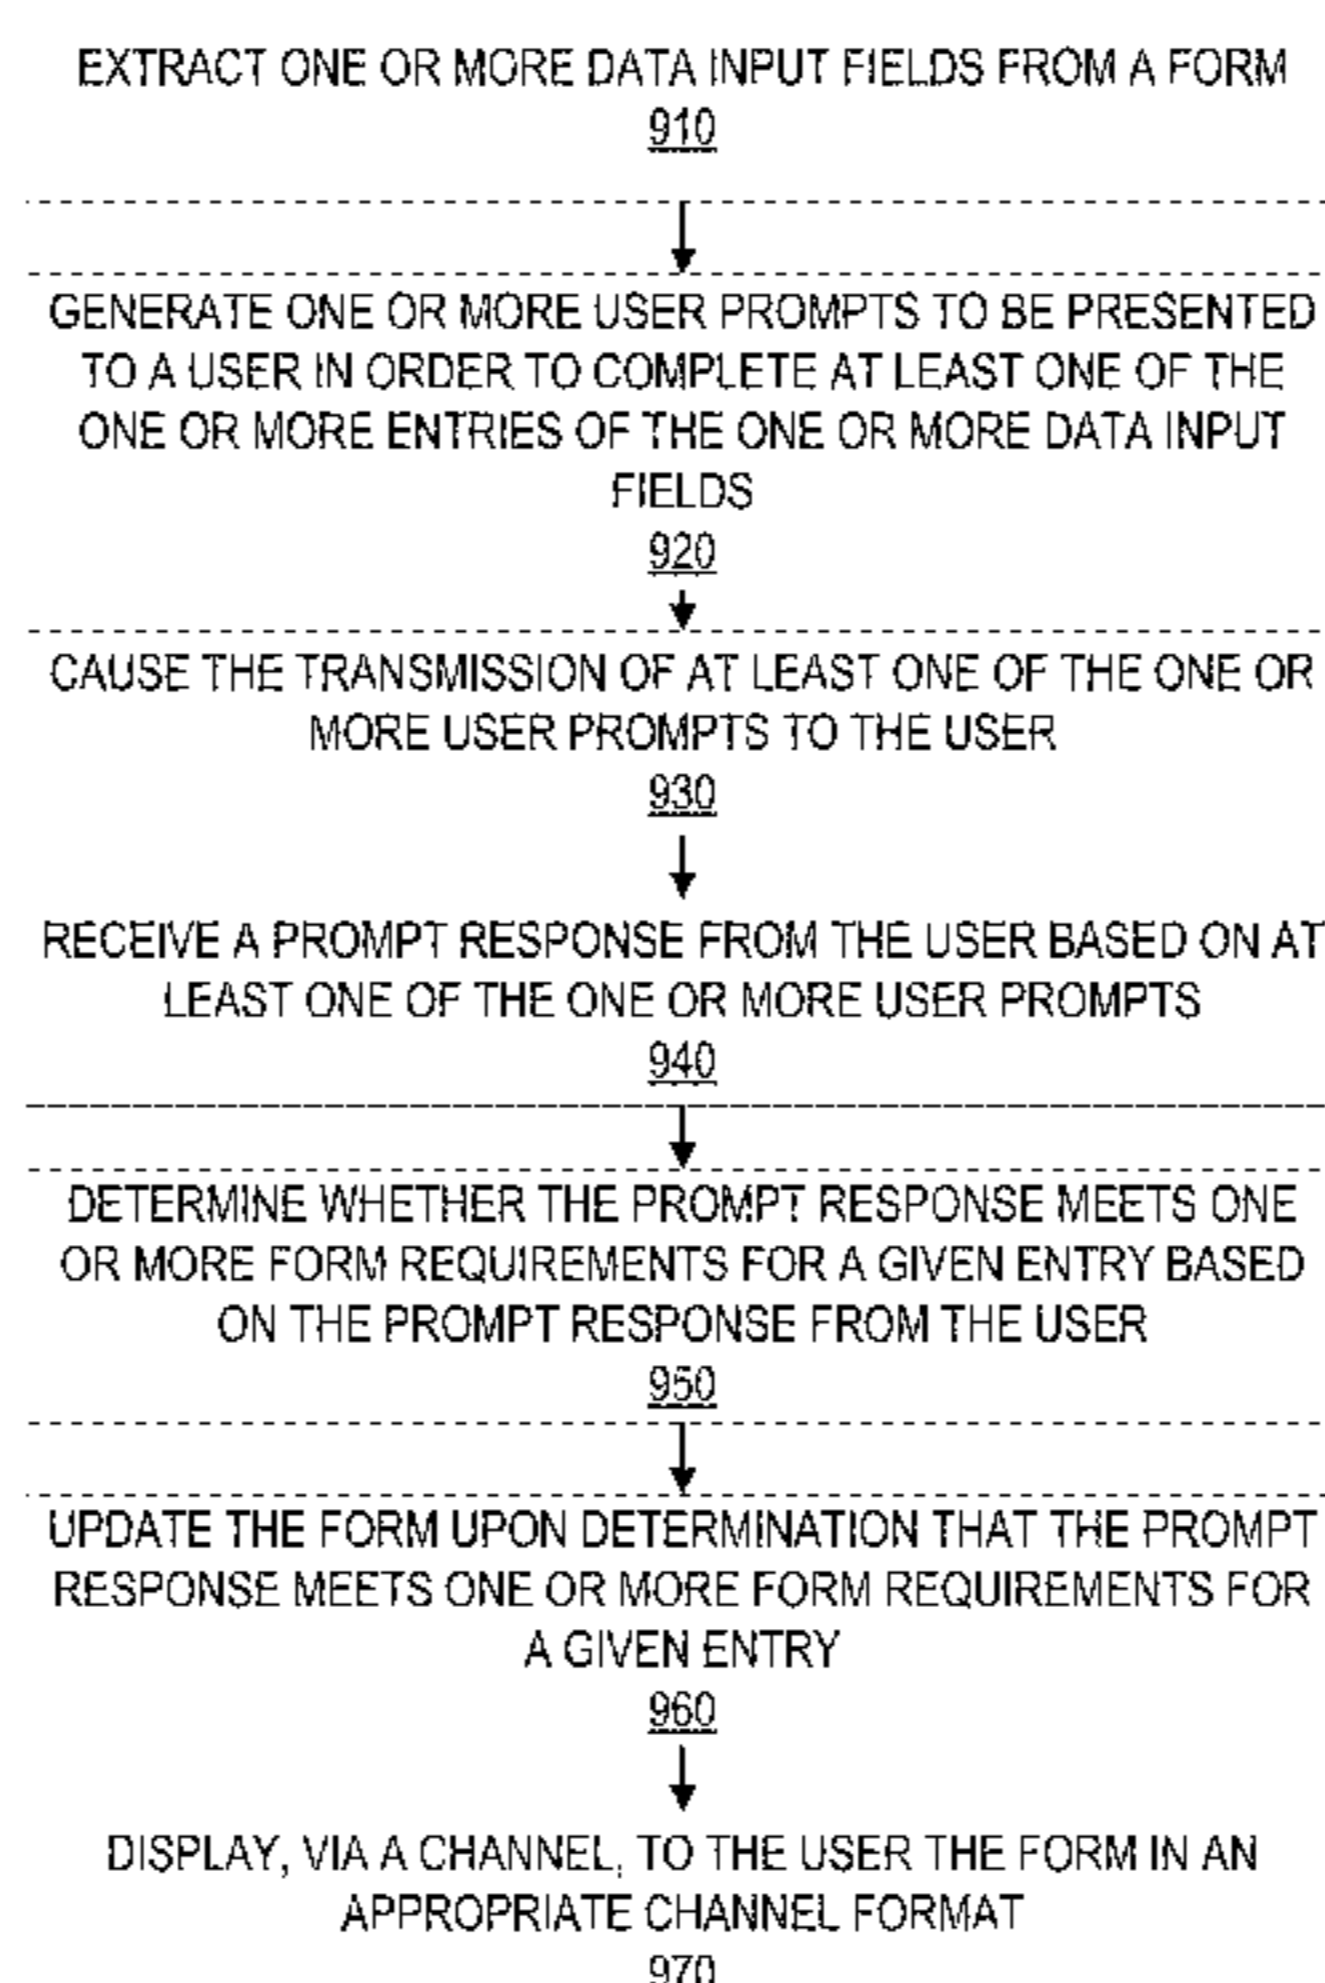 EXTRACT ONE OR MORE DATA INPUT FIELDS FROM A FORM
910
GENERATE ONE OR MORE USER PROMPTS TO BE PRESENTED
TO A USER IN ORDER TO COMPLETE AT LEAST ONE OF THE
ONE OR MORE ENTRIES OF THE ONE OR MORE DATA INPUT
FIELDS
920
CAUSE THE TRANSMISSION OF AT LEAST ONE OF THE ONE OR
MORE USER PROMPTS TO THE USER
930
RECEIVE A PROMPT RESPONSE FROM THE USER BASED ON AT
LEAST ONE OF THE ONE OR MORE USER PROMPTS
940
DETERMINE WHETHER THE PROMPT RESPONSE MEETS ONE
OR MORE FORM REQUIREMENTS FOR A GIVEN ENTRY BASED
ON THE PROMPT RESPONSE FROM THE USER
950
UPDATE THE FORM UPON DETERMINATION THAT THE PROMPT
RESPONSE MEETS ONE OR MORE FORM REQUIREMENTS FOR
A GIVEN ENTRY
960
DISPLAY, VIA A CHANNEL, TO THE USER THE FORM IN AN
APPROPRIATE CHANNEL FORMAT
970